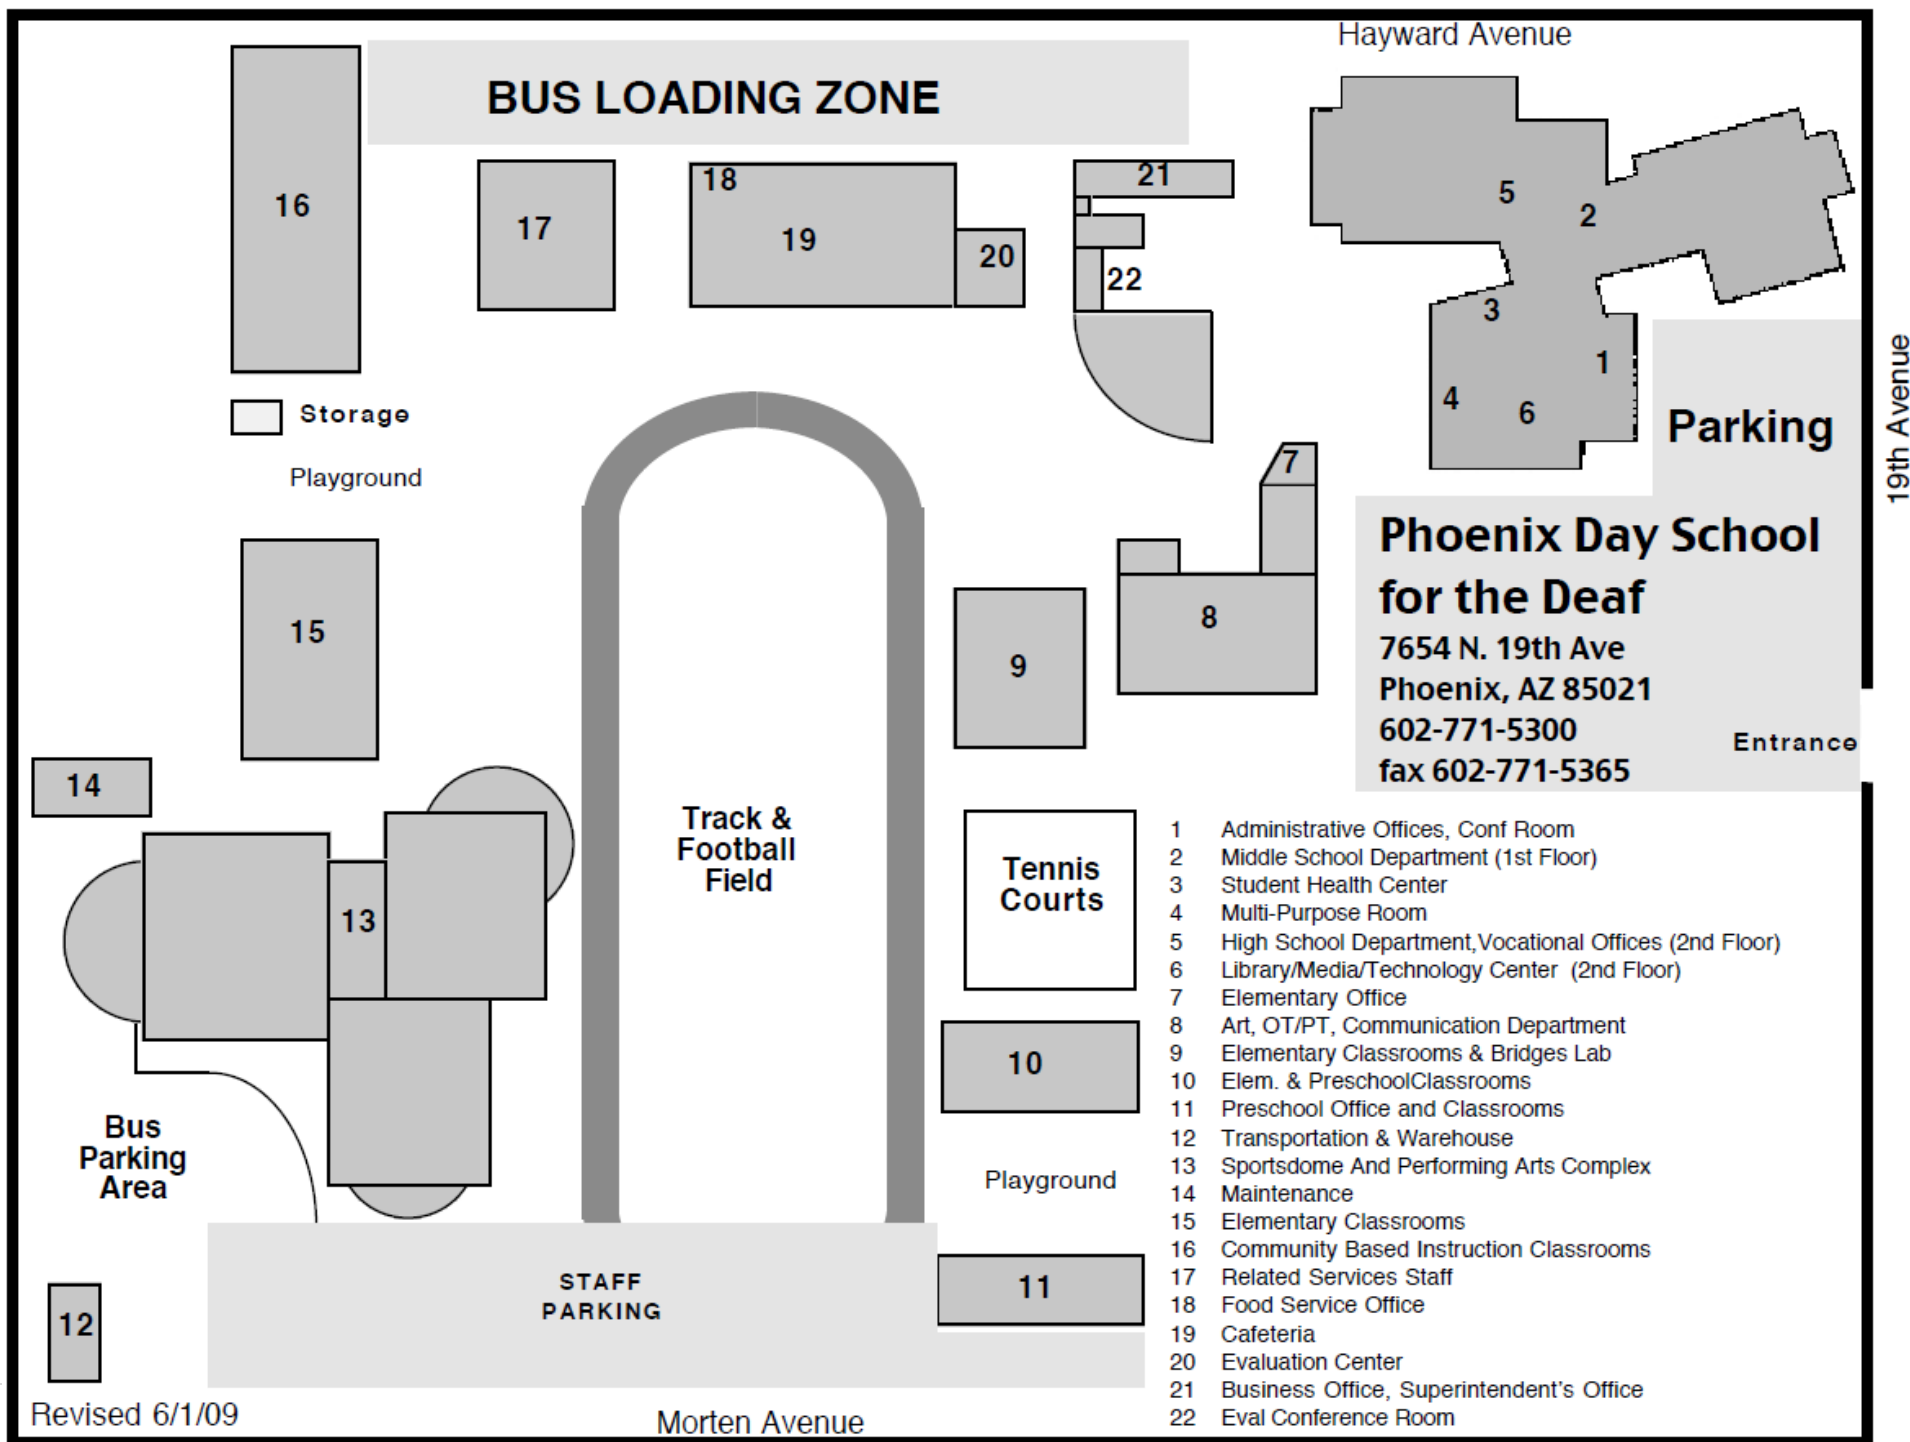 Hayward Avenue
BUS LOADING ZONE
16
17
18
19
20
21
22
5
2
3
1
4
6
Storage
Playground
Parking
19th Avenue
7
Phoenix Day School
for the Deaf
7654 N. 19th Ave
Phoenix, AZ 85021
602-771-5300
fax 602-771-5365
Entrance
15
8
9
14
13
Track &
Football
Field
Tennis
Courts
10
Bus
Parking
Area
Playground
STAFF
PARKING
11
12
1 Administrative Offices, Conf Room
2 Middle School Department (1st Floor)
3 Student Health Center
4 Multi-Purpose Room
5 High School Department,Vocational Offices (2nd Floor)
6 Library/Media/Technology Center (2nd Floor)
7 Elementary Office
8 Art, OT/PT, Communication Department
9 Elementary Classrooms & Bridges Lab
10 Elem. & PreschoolClassrooms
11 Preschool Office and Classrooms
12 Transportation & Warehouse
13 Sportsdome And Performing Arts Complex
14 Maintenance
15 Elementary Classrooms
16 Community Based Instruction Classrooms
17 Related Services Staff
18 Food Service Office
19 Cafeteria
20 Evaluation Center
21 Business Office, Superintendent's Office
22 Eval Conference Room
Revised 6/1/09
Morten Avenue